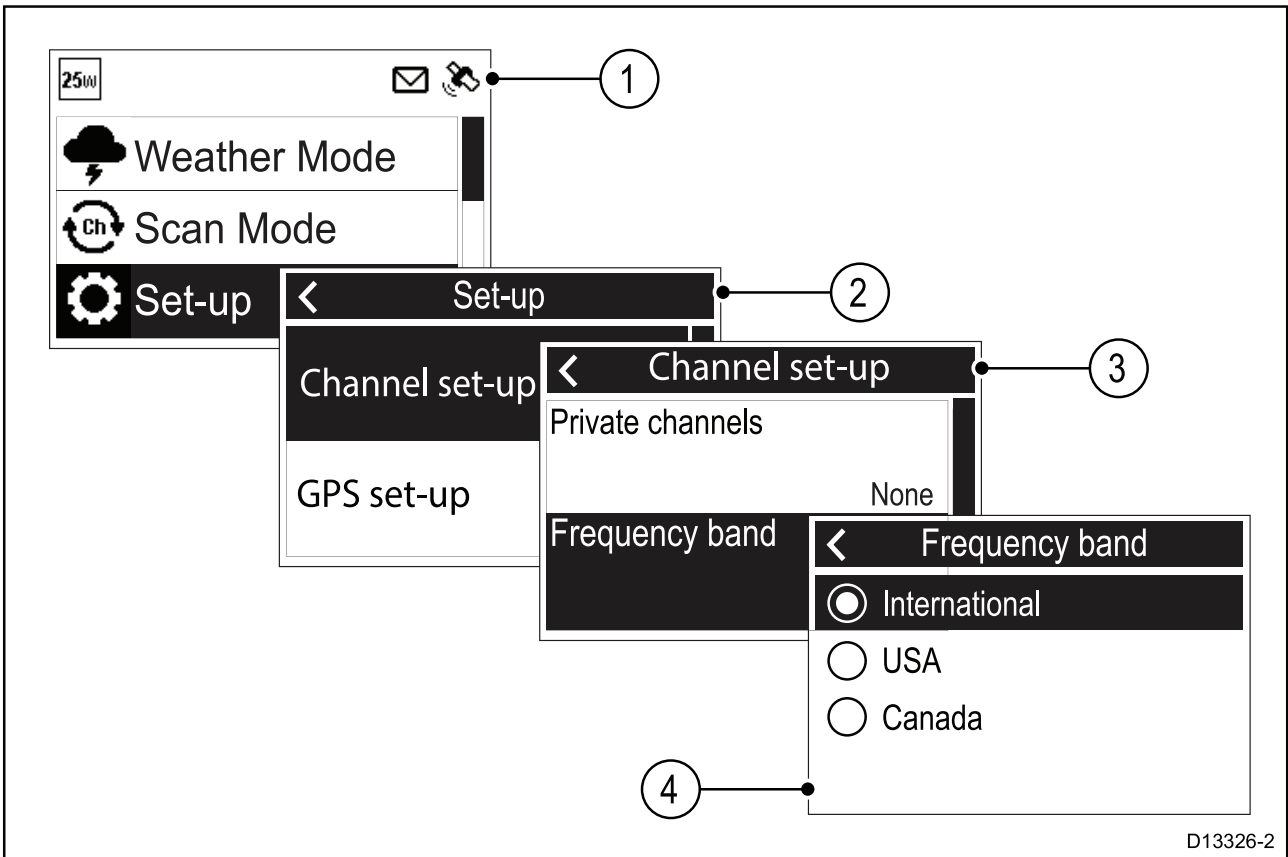 25W
1
Weather Mode
Ch
Scan Mode
Set-up
Set-up
2
Channel set-up
GPS set-up
Channel set-up
3
Private channels
None
Frequency band
Frequency band
International
USA
Canada
4
D13326-2